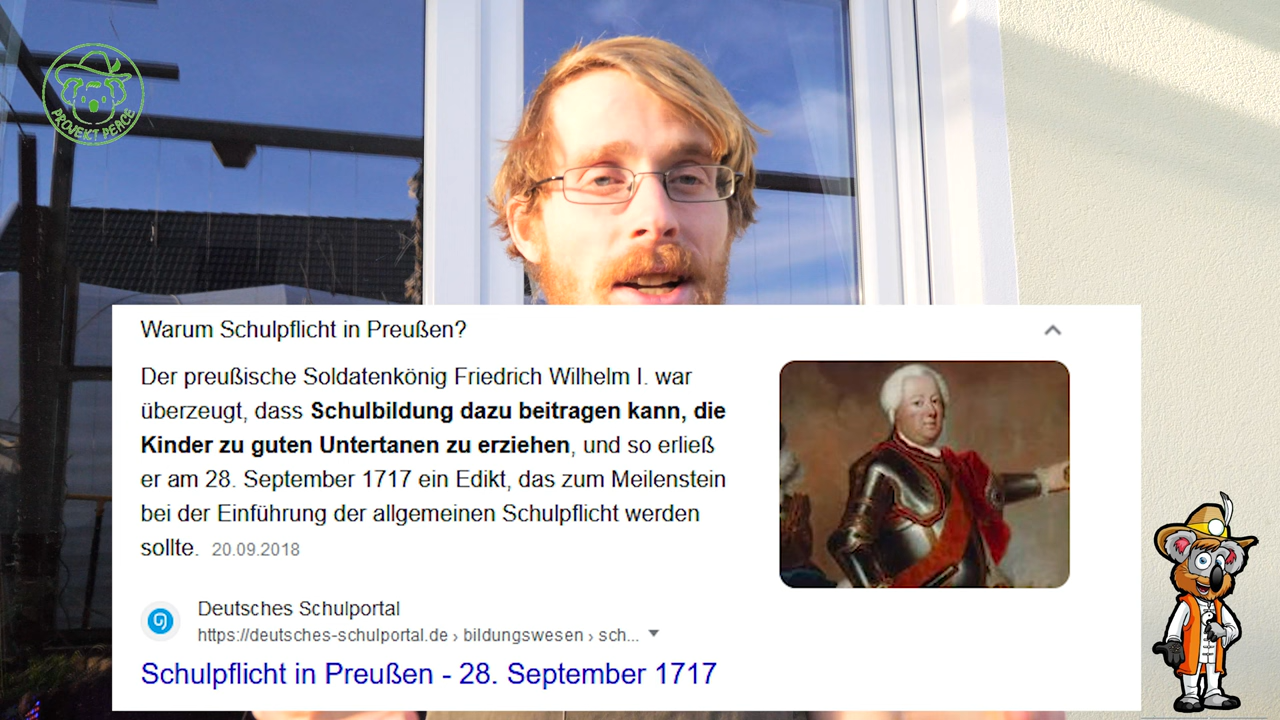 PROJEKT PEACE
Warum Schulpflicht in Preußen?
Der preußische Soldatenkönig Friedrich Wilhelm I. war
überzeugt, dass Schulbildung dazu beitragen kann, die
Kinder zu guten Untertanen zu erziehen, und so erließ
er am 28. September 1717 ein Edikt, das zum Meilenstein
bei der Einführung der allgemeinen Schulpflicht werden
sollte. 20.09.2018
Deutsches Schulportal
https://deutsches-schulportal.de › bildungswesen › sch...
Schulpflicht in Preußen - 28. September 1717